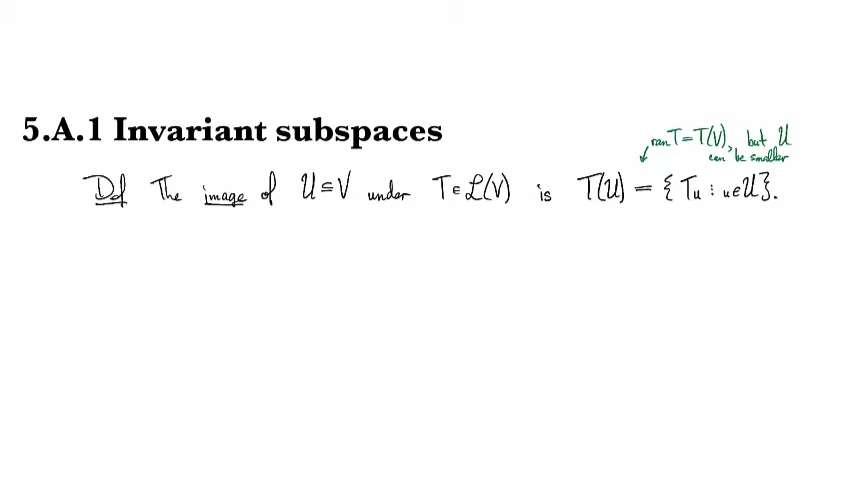 5.A.1 Invariant subspaces
ran T = T(V), but U
can be smaller
Def The image of U ⊆ V under T ∈ ℒ(V) is T(U) = { Tu : u ∈ U }.